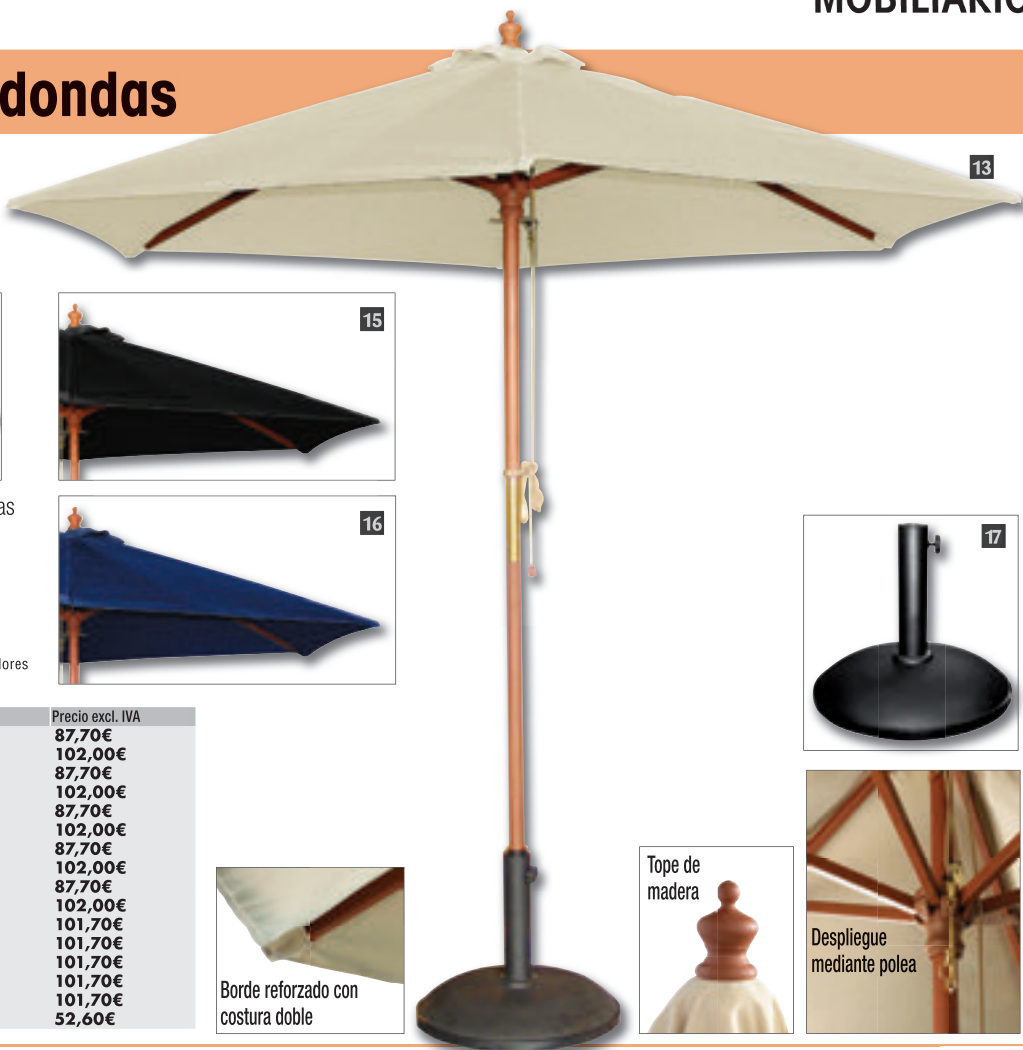 MOBILIARIO
dondas
13
15
as
16
17
lores
Precio excl. IVA
87,70€
102,00€
87,70€
102,00€
87,70€
102,00€
87,70€
102,00€
87,70€
102,00€
101,70€
101,70€
101,70€
101,70€
101,70€
52,60€
Borde reforzado con
costura doble
Tope de
madera
Despliegue
mediante polea